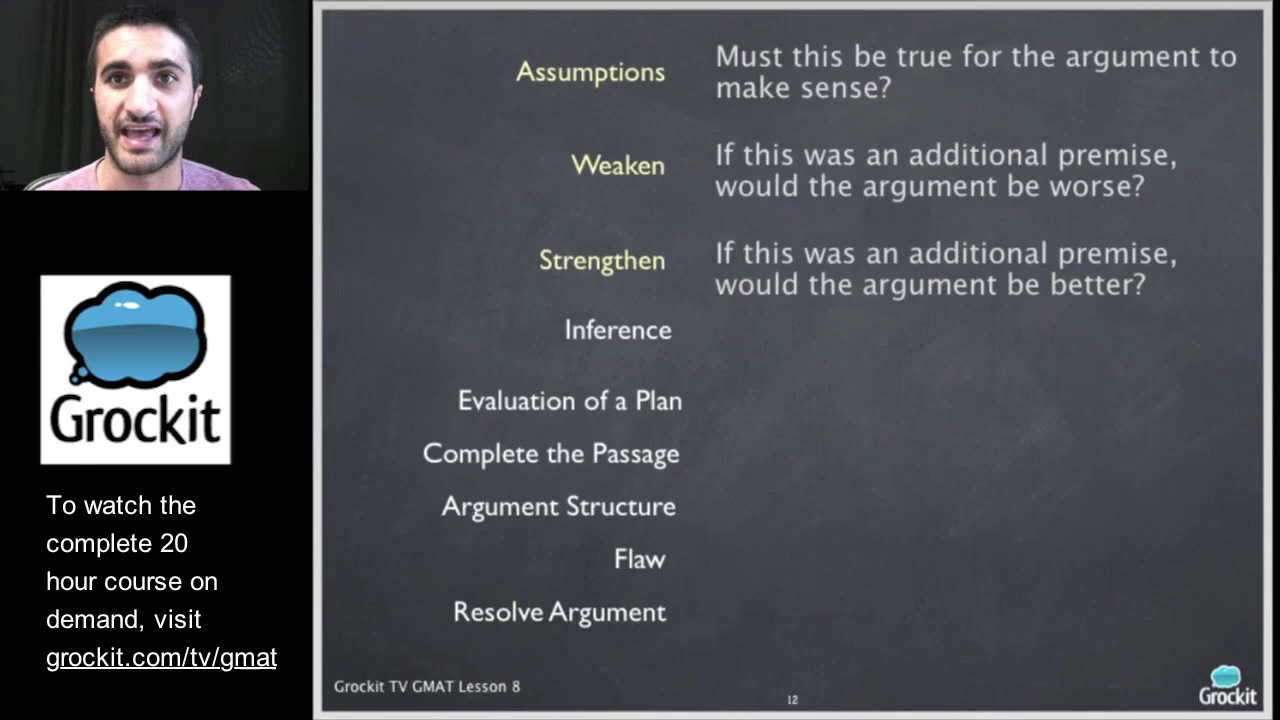 Assumptions
Must this be true for the argument to
make sense?
Weaken
If this was an additional premise,
would the argument be worse?
Strengthen
If this was an additional premise,
would the argument be better?
Inference
Evaluation of a Plan
Complete the Passage
Argument Structure
Flaw
Resolve Argument
Grockit TV GMAT Lesson 8
12
Grockit
Grockit
To watch the
complete 20
hour course on
demand, visit
grockit.com/tv/gmat